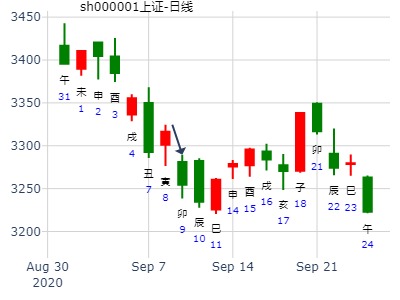 sh000001上证-日线
3450
3400
3350
3300
3250
3200
午
31
未
1
申
2
酉
3
戌
4
丑
7
寅
8
卯
9
辰
10
巳
11
申
14
酉
15
戌
16
亥
17
子
18
卯
21
辰
22
巳
23
午
24
Aug 30
2020
Sep 7
Sep 14
Sep 21